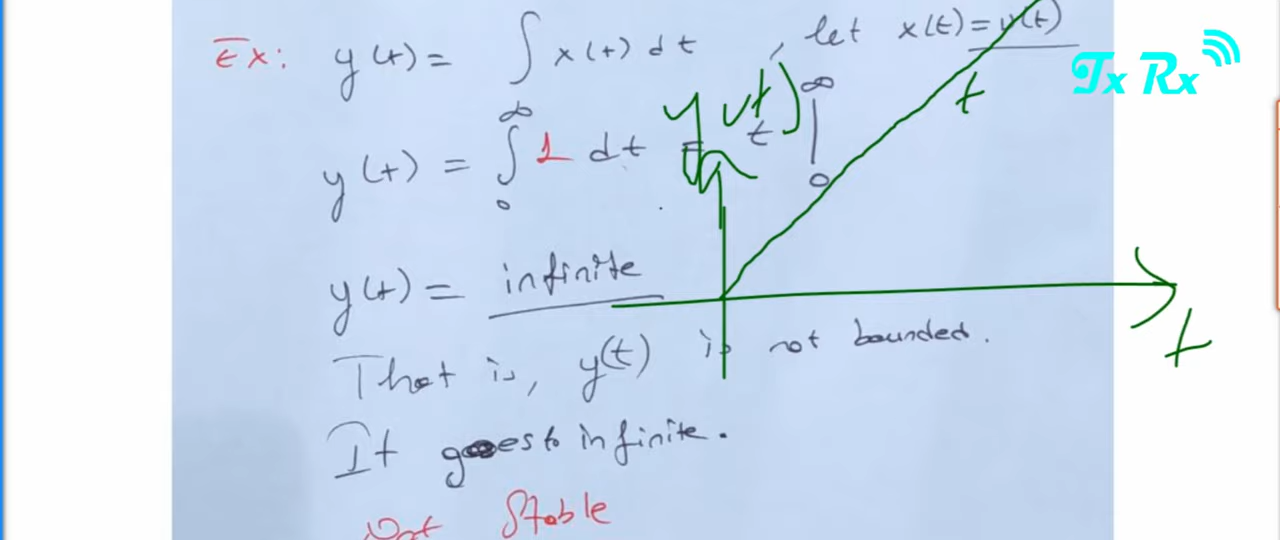 Ex: y(t) = ∫ x(t) dt , let x(t) = u(t)
Tx Rx
y(t) = ∫₀^∞ 1 dt = t |₀^∞
y(t)
t
y(t) = infinite
t
That is, y(t) is not bounded.
It goes to infinite.
Not Stable